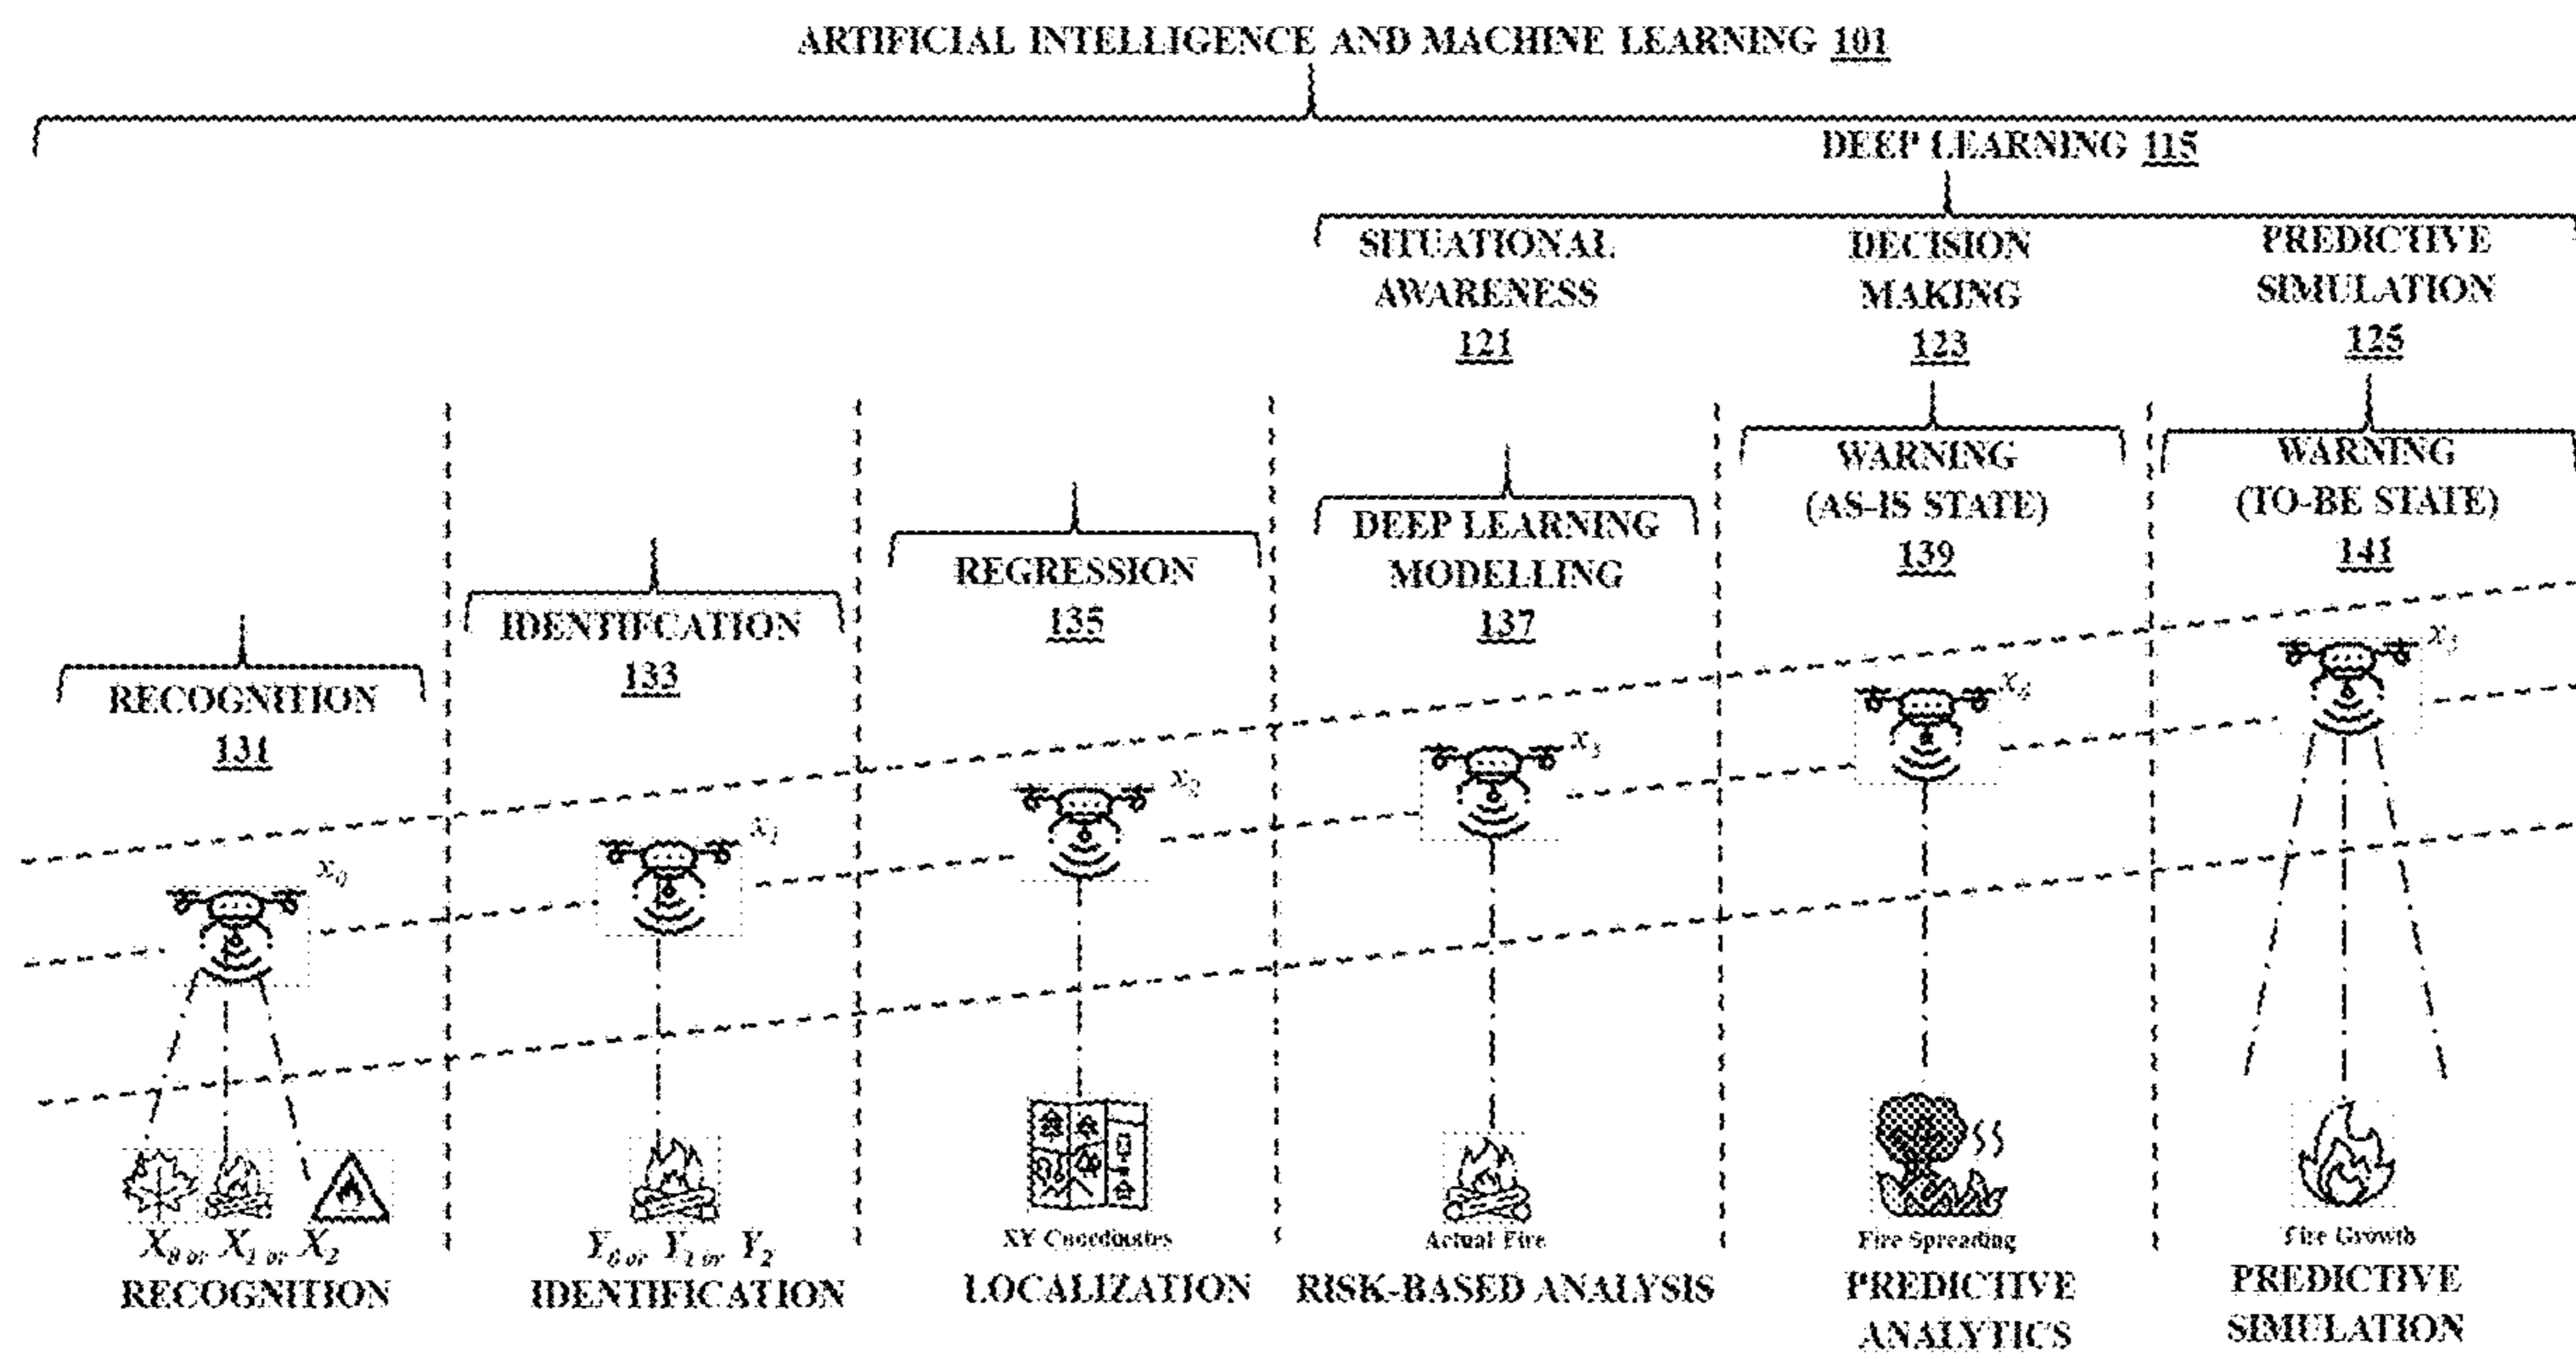 ARTIFICIAL INTELLIGENCE AND MACHINE LEARNING 101
DEEP LEARNING 115
SITUATIONAL
AWARENESS
121
DECISION
MAKING
123
PREDICTIVE
SIMULATION
125
RECOGNITION
131
IDENTIFCATION
133
REGRESSION
135
DEEP LEARNING
MODELLING
137
WARNING
(AS-IS STATE)
139
WARNING
(TO-BE STATE)
141
x0
x1
x3
X0 or X1 or X2
RECOGNITION
Y0 or Y1 or Y2
IDENTIFICATION
XY Coordinates
LOCALIZATION
Actual Fire
RISK-BASED ANALYSIS
Fire Spreading
PREDICTIVE
ANALYTICS
Fire Growth
PREDICTIVE
SIMULATION